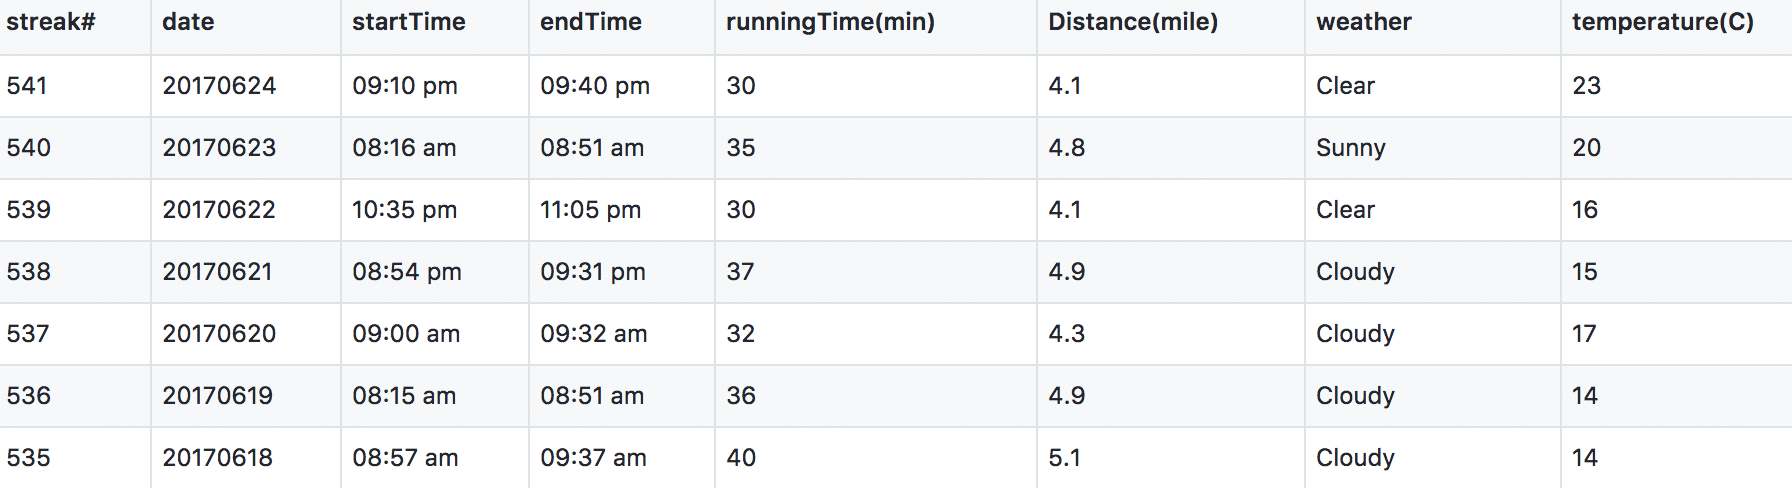 streak# date startTime endTime runningTime(min) Distance(mile) weather temperature(C)
541 20170624 09:10 pm 09:40 pm 30 4.1 Clear 23
540 20170623 08:16 am 08:51 am 35 4.8 Sunny 20
539 20170622 10:35 pm 11:05 pm 30 4.1 Clear 16
538 20170621 08:54 pm 09:31 pm 37 4.9 Cloudy 15
537 20170620 09:00 am 09:32 am 32 4.3 Cloudy 17
536 20170619 08:15 am 08:51 am 36 4.9 Cloudy 14
535 20170618 08:57 am 09:37 am 40 5.1 Cloudy 14